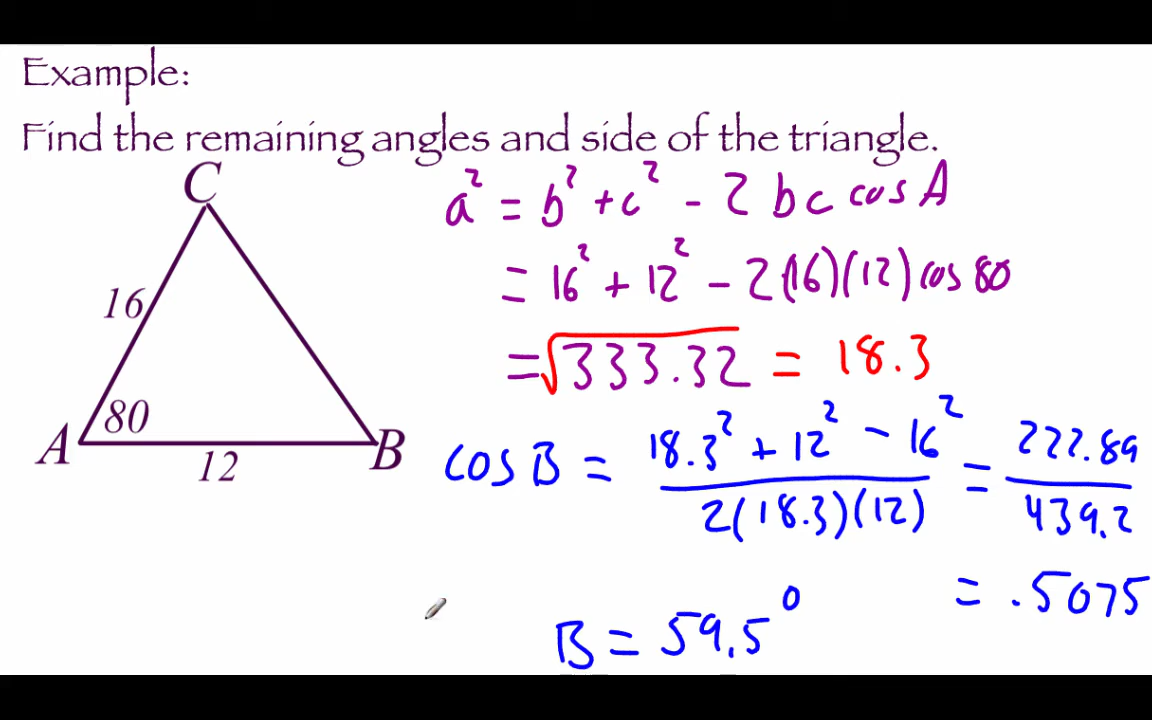 Example:
Find the remaining angles and side of the triangle.
C
16
A
80
12
B
a² = b² + c² - 2 b c cos A
= 16² + 12² - 2(16)(12) cos 80
= √333.32 = 18.3
cos B = (18.3² + 12² - 16²) / 2(18.3)(12) = 222.89 / 439.2
= .5075
B = 59.5°